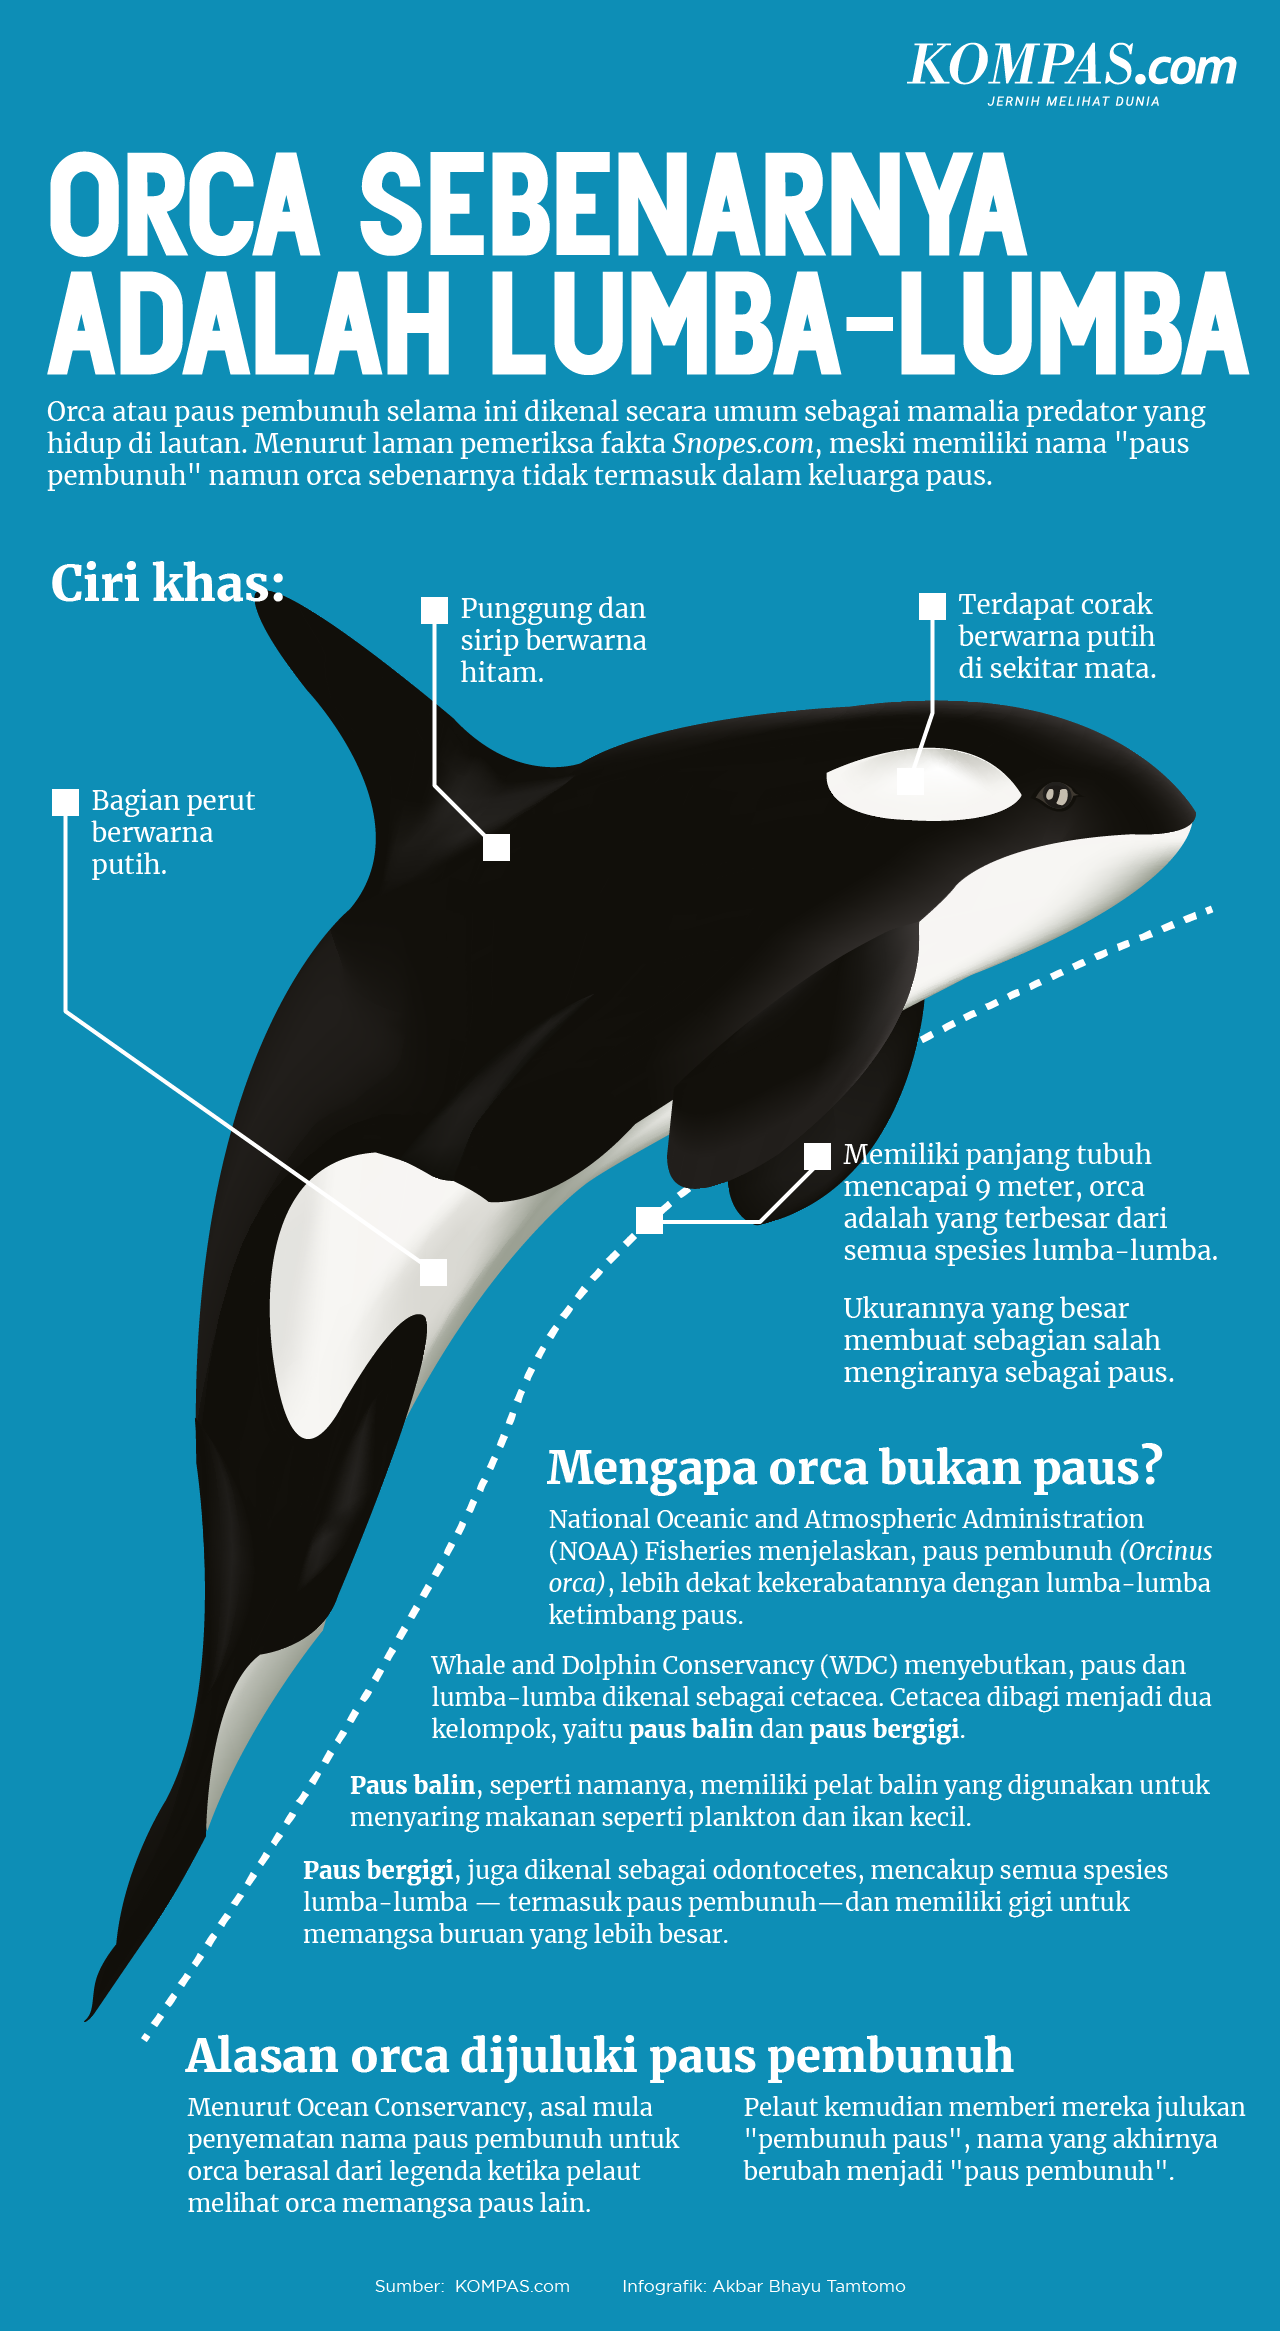 KOMPAS.com
JERNIH MELIHAT DUNIA
ORCA SEBENARNYA
ADALAH LUMBA-LUMBA
Orca atau paus pembunuh selama ini dikenal secara umum sebagai mamalia predator yang
hidup di lautan. Menurut laman pemeriksa fakta Snopes.com, meski memiliki nama "paus
pembunuh" namun orca sebenarnya tidak termasuk dalam keluarga paus.
Ciri khas:
Punggung dan
sirip berwarna
hitam.
Terdapat corak
berwarna putih
di sekitar mata.
Bagian perut
berwarna
putih.
Memiliki panjang tubuh
mencapai 9 meter, orca
adalah yang terbesar dari
semua spesies lumba-lumba.
Ukurannya yang besar
membuat sebagian salah
mengiranya sebagai paus.
Mengapa orca bukan paus?
National Oceanic and Atmospheric Administration
(NOAA) Fisheries menjelaskan, paus pembunuh (Orcinus
orca), lebih dekat kekerabatannya dengan lumba-lumba
ketimbang paus.
Whale and Dolphin Conservancy (WDC) menyebutkan, paus dan
lumba-lumba dikenal sebagai cetacea. Cetacea dibagi menjadi dua
kelompok, yaitu paus balin dan paus bergigi.
Paus balin, seperti namanya, memiliki pelat balin yang digunakan untuk
menyaring makanan seperti plankton dan ikan kecil.
Paus bergigi, juga dikenal sebagai odontocetes, mencakup semua spesies
lumba-lumba — termasuk paus pembunuh—dan memiliki gigi untuk
memangsa buruan yang lebih besar.
Alasan orca dijuluki paus pembunuh
Menurut Ocean Conservancy, asal mula
penyematan nama paus pembunuh untuk
orca berasal dari legenda ketika pelaut
melihat orca memangsa paus lain.
Pelaut kemudian memberi mereka julukan
"pembunuh paus", nama yang akhirnya
berubah menjadi "paus pembunuh".
Sumber: KOMPAS.com
Infografik: Akbar Bhayu Tamtomo